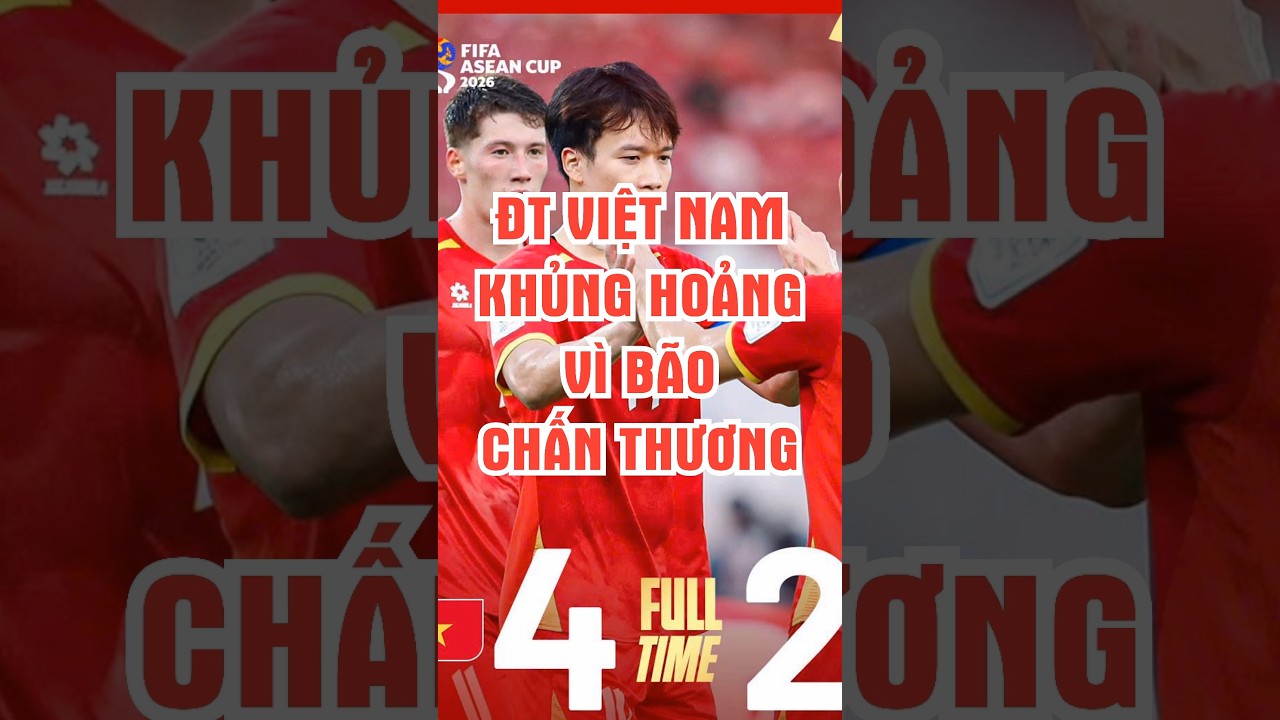 FIFA
ASEAN CUP
2026
ĐT VIỆT NAM
KHỦNG HOẢNG
VÌ BÃO
CHẤN THƯƠNG
4 FULL TIME 2